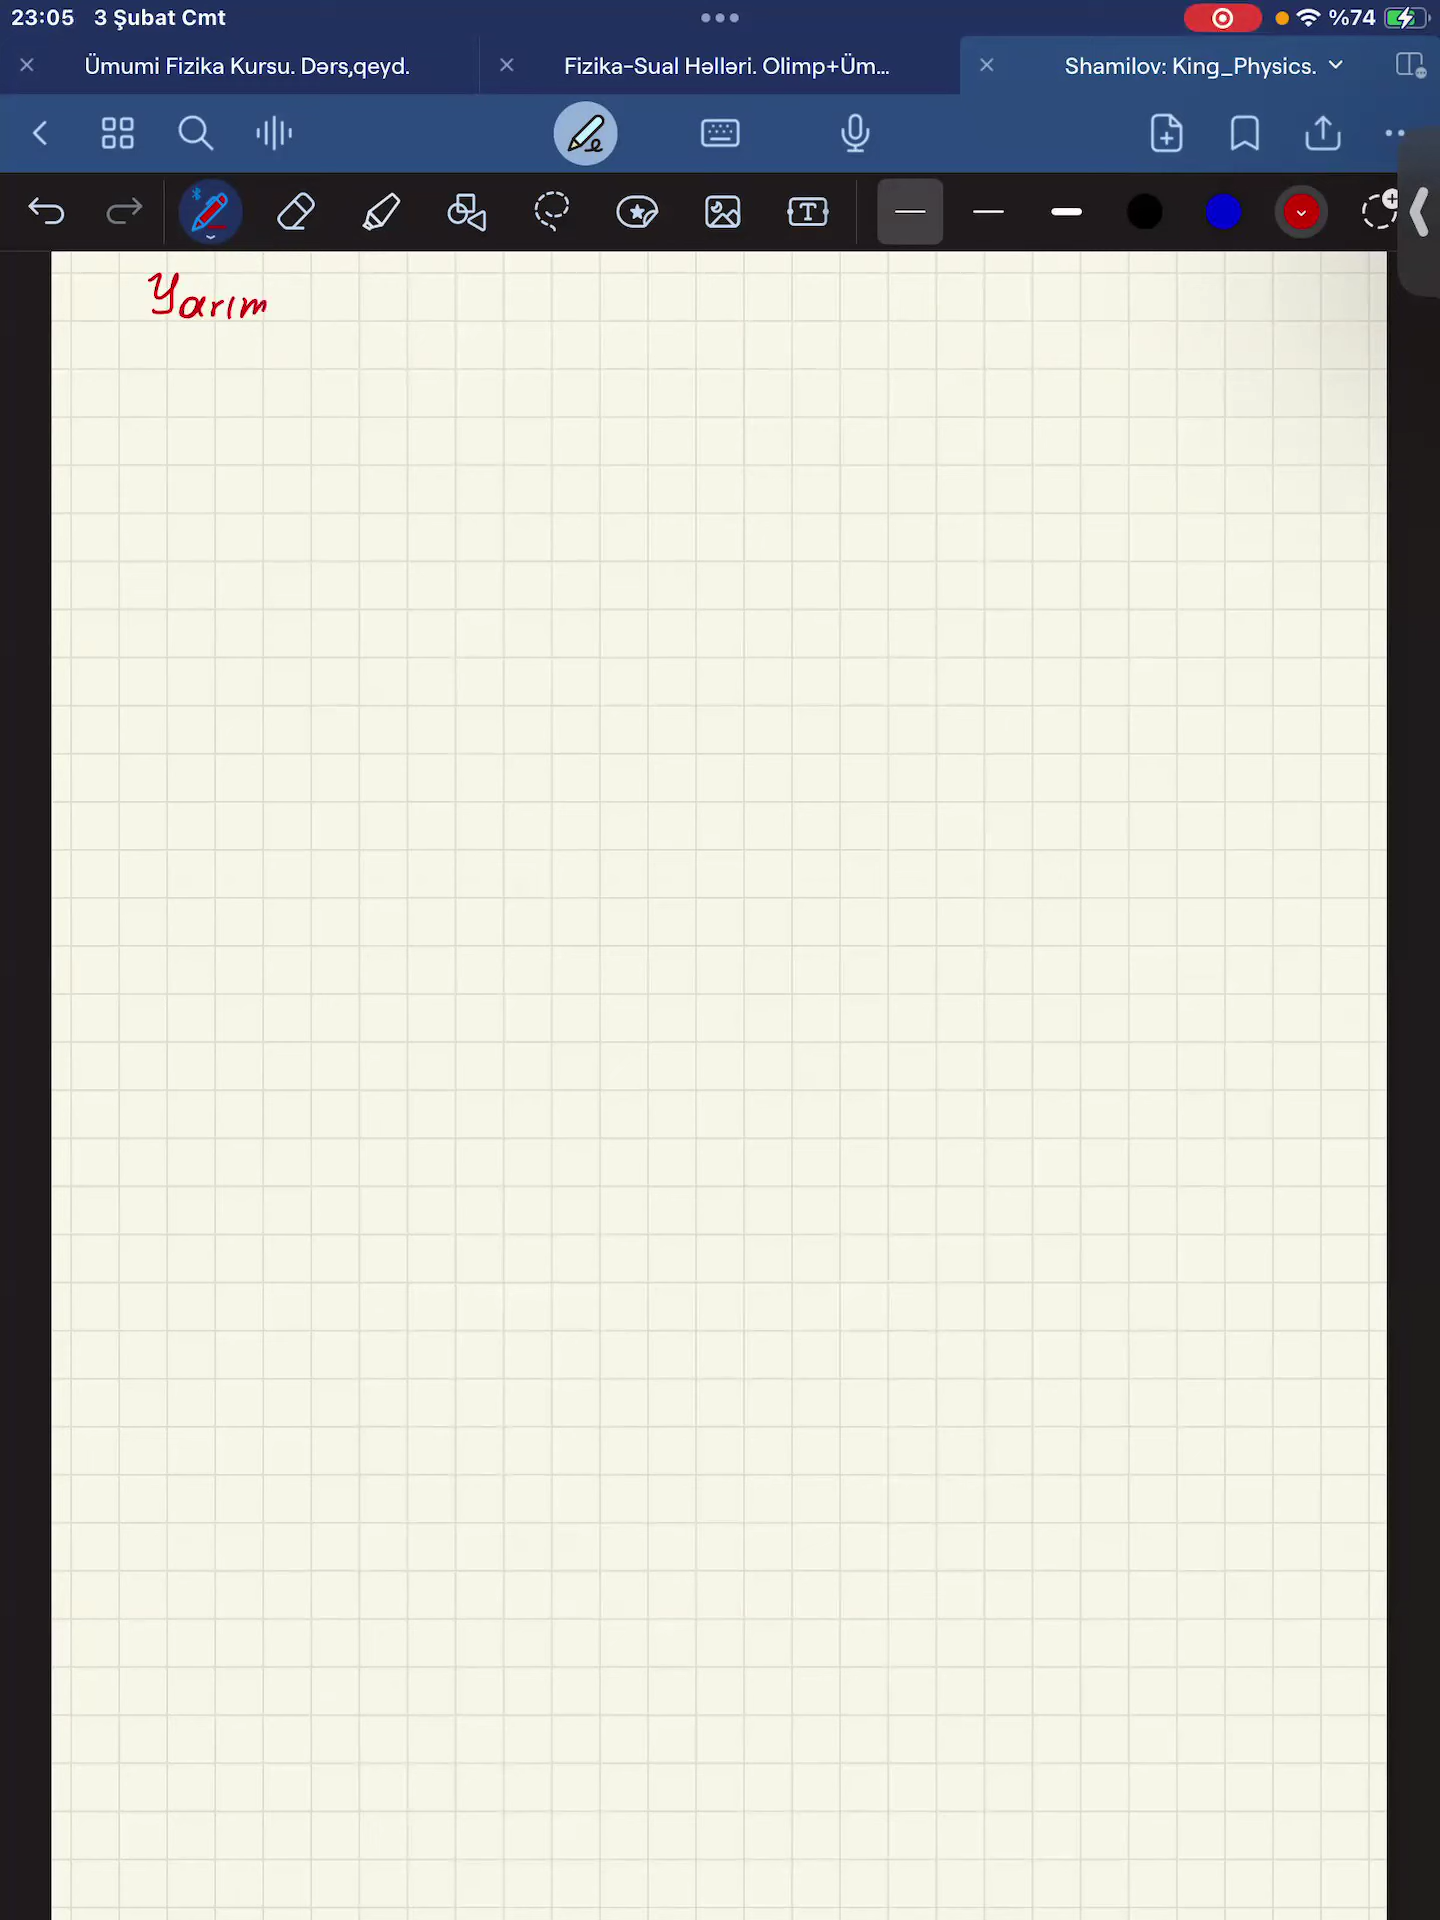 23:05 3 Şubat Cmt %74
Ümumi Fizika Kursu. Dərs,qeyd. Fizika-Sual Həlləri. Olimp+Üm... Shamilov: King_Physics.
Yarım